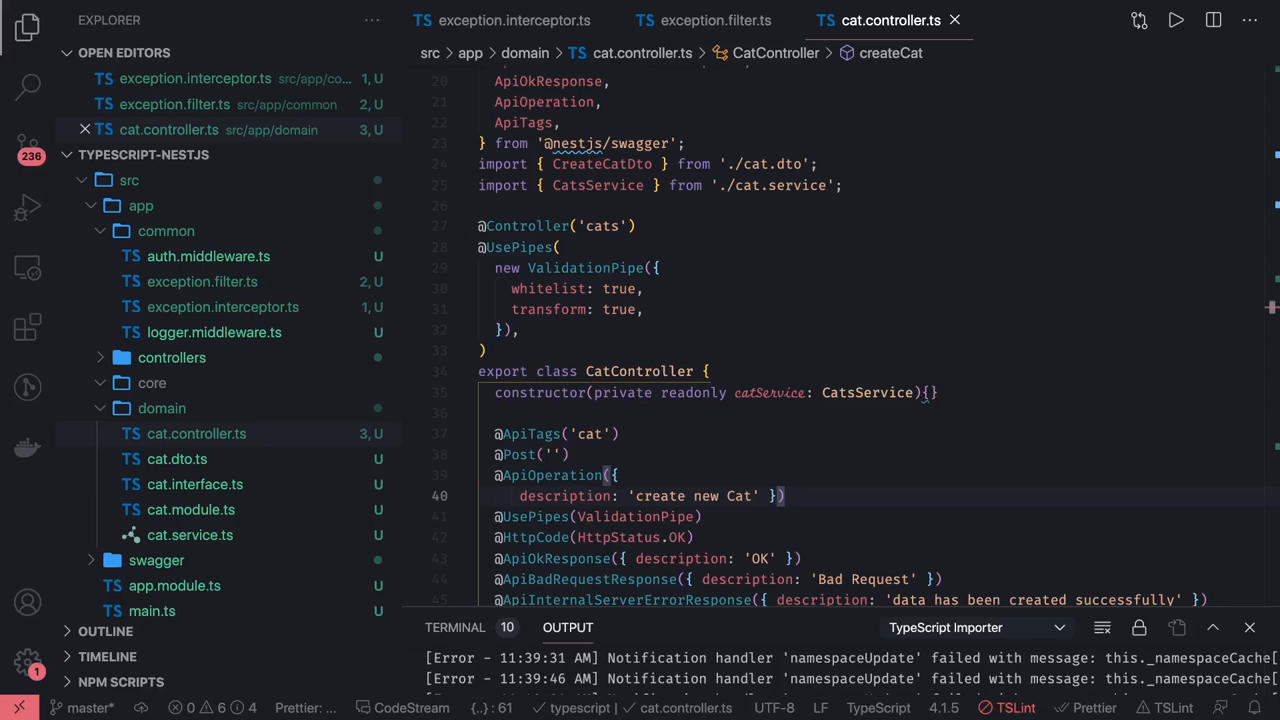 EXPLORER
OPEN EDITORS
TS exception.interceptor.ts src/app/co... 1, U
TS exception.filter.ts src/app/common 2, U
TS cat.controller.ts src/app/domain 3, U
TYPESCRIPT-NESTJS
src
app
common
TS auth.middleware.ts U
TS exception.filter.ts 2, U
TS exception.interceptor.ts 1, U
TS logger.middleware.ts U
controllers
core
domain
TS cat.controller.ts 3, U
TS cat.dto.ts U
TS cat.interface.ts U
TS cat.module.ts U
cat.service.ts U
swagger
TS app.module.ts U
TS main.ts U
OUTLINE
TIMELINE
NPM SCRIPTS
236
1
TS exception.interceptor.ts TS exception.filter.ts TS cat.controller.ts
src app domain TS cat.controller.ts CatController createCat
20 ApiOkResponse,
21 ApiOperation,
22 ApiTags,
23 } from '@nestjs/swagger';
24 import { CreateCatDto } from './cat.dto';
25 import { CatsService } from './cat.service';
26
27 @Controller('cats')
28 @UsePipes(
29 new ValidationPipe({
30 whitelist: true,
31 transform: true,
32 }),
33 )
34 export class CatController {
35 constructor(private readonly catService: CatsService){}
36
37 @ApiTags('cat')
38 @Post('')
39 @ApiOperation({
40 description: 'create new Cat' })
41 @UsePipes(ValidationPipe)
42 @HttpCode(HttpStatus.OK)
43 @ApiOkResponse({ description: 'OK' })
44 @ApiBadRequestResponse({ description: 'Bad Request' })
45 @ApiInternalServerErrorResponse({ description: 'data has been created successfully' })
TERMINAL 10 OUTPUT TypeScript Importer
[Error - 11:39:31 AM] Notification handler 'namespaceUpdate' failed with message: this._namespaceCache[
[Error - 11:39:46 AM] Notification handler 'namespaceUpdate' failed with message: this._namespaceCache[
master* 0 6 4 Prettier: ... CodeStream {..} : 61 typescript | cat.controller.ts UTF-8 LF TypeScript 4.1.5 TSLint Prettier TSLint